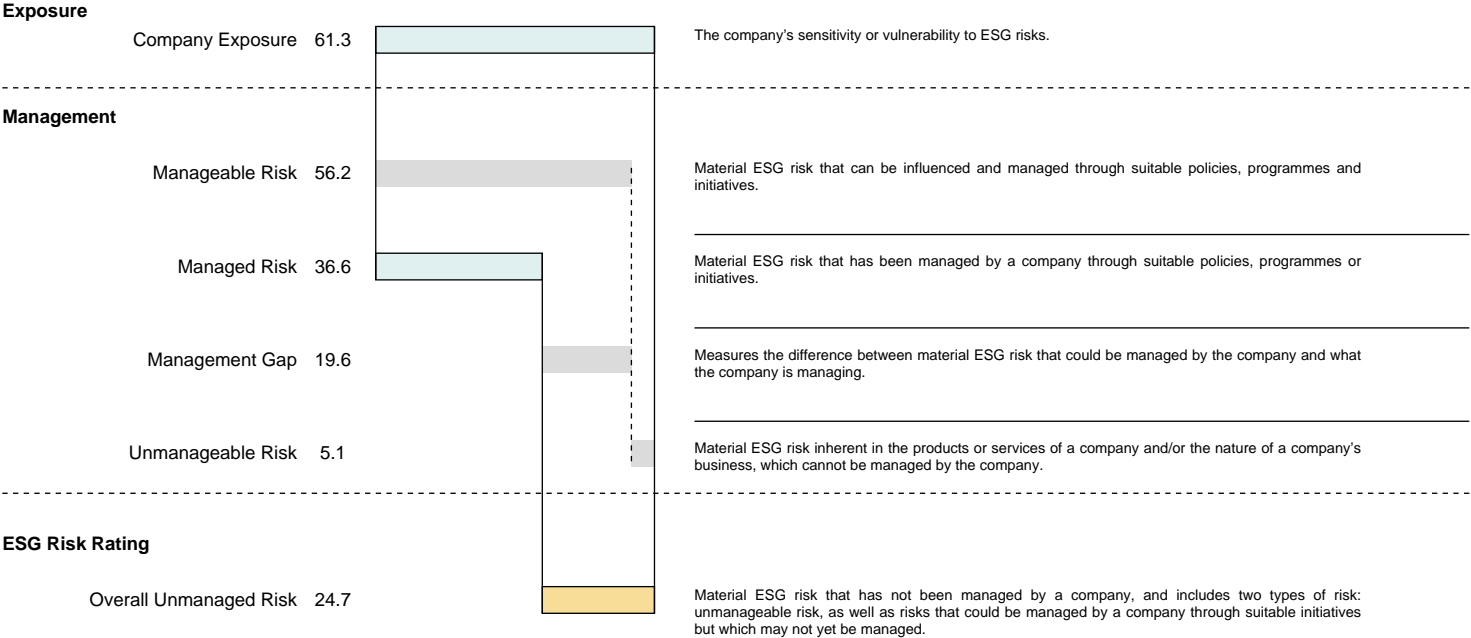 Exposure
Company Exposure 61.3
The company’s sensitivity or vulnerability to ESG risks.
Management
Manageable Risk 56.2
Material ESG risk that can be influenced and managed through suitable policies, programmes and
initiatives.
Managed Risk 36.6
Material ESG risk that has been managed by a company through suitable policies, programmes or
initiatives.
Management Gap 19.6
Measures the difference between material ESG risk that could be managed by the company and what
the company is managing.
Unmanageable Risk 5.1
Material ESG risk inherent in the products or services of a company and/or the nature of a company’s
business, which cannot be managed by the company.
ESG Risk Rating
Overall Unmanaged Risk 24.7
Material ESG risk that has not been managed by a company, and includes two types of risk:
unmanageable risk, as well as risks that could be managed by a company through suitable initiatives
but which may not yet be managed.